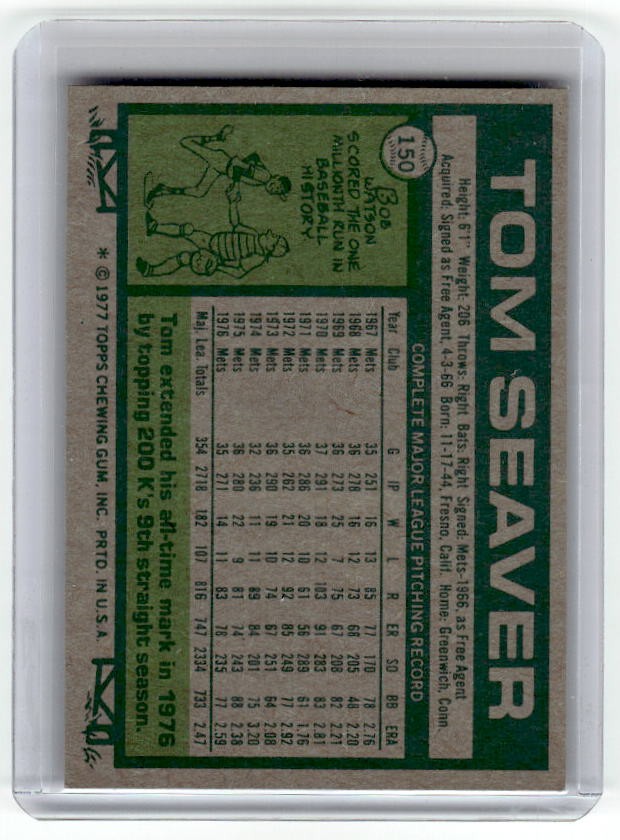 150
TOM SEAVER
Height: 6'1" Weight: 206 Throws: Right Bats: Right Signed: Mets-1966, as Free Agent
Acquired: Signed as Free Agent, 4-3-66 Born: 11-17-44, Fresno, Calif. Home: Greenwich, Conn
COMPLETE MAJOR LEAGUE PITCHING RECORD
Year Club G IP W L R ER SO BB ERA
1967 Mets 35 251 16 13 85 77 170 78 2.76
1968 Mets 36 278 16 12 73 68 205 48 2.20
1969 Mets 36 273 25 7 75 67 208 82 2.21
1970 Mets 37 291 18 12 103 91 283 83 2.81
1971 Mets 36 286 20 10 61 56 289 61 1.76
1972 Mets 35 262 21 12 92 85 249 77 2.92
1973 Mets 36 290 19 10 74 67 251 64 2.08
1974 Mets 32 236 11 11 89 84 201 75 3.20
1975 Mets 36 280 22 9 81 74 243 88 2.38
1976 Mets 35 271 14 11 83 78 235 77 2.59
Maj. Lea. Totals 354 2718 182 107 816 747 2334 733 2.47
BOB
WATSON
SCORED THE ONE
MILLIONTH RUN IN
BASEBALL
HISTORY.
Tom extended his all-time mark in 1976
by topping 200 K's 9th straight season.
* © 1977 TOPPS CHEWING GUM, INC. PRTD. IN U.S.A.